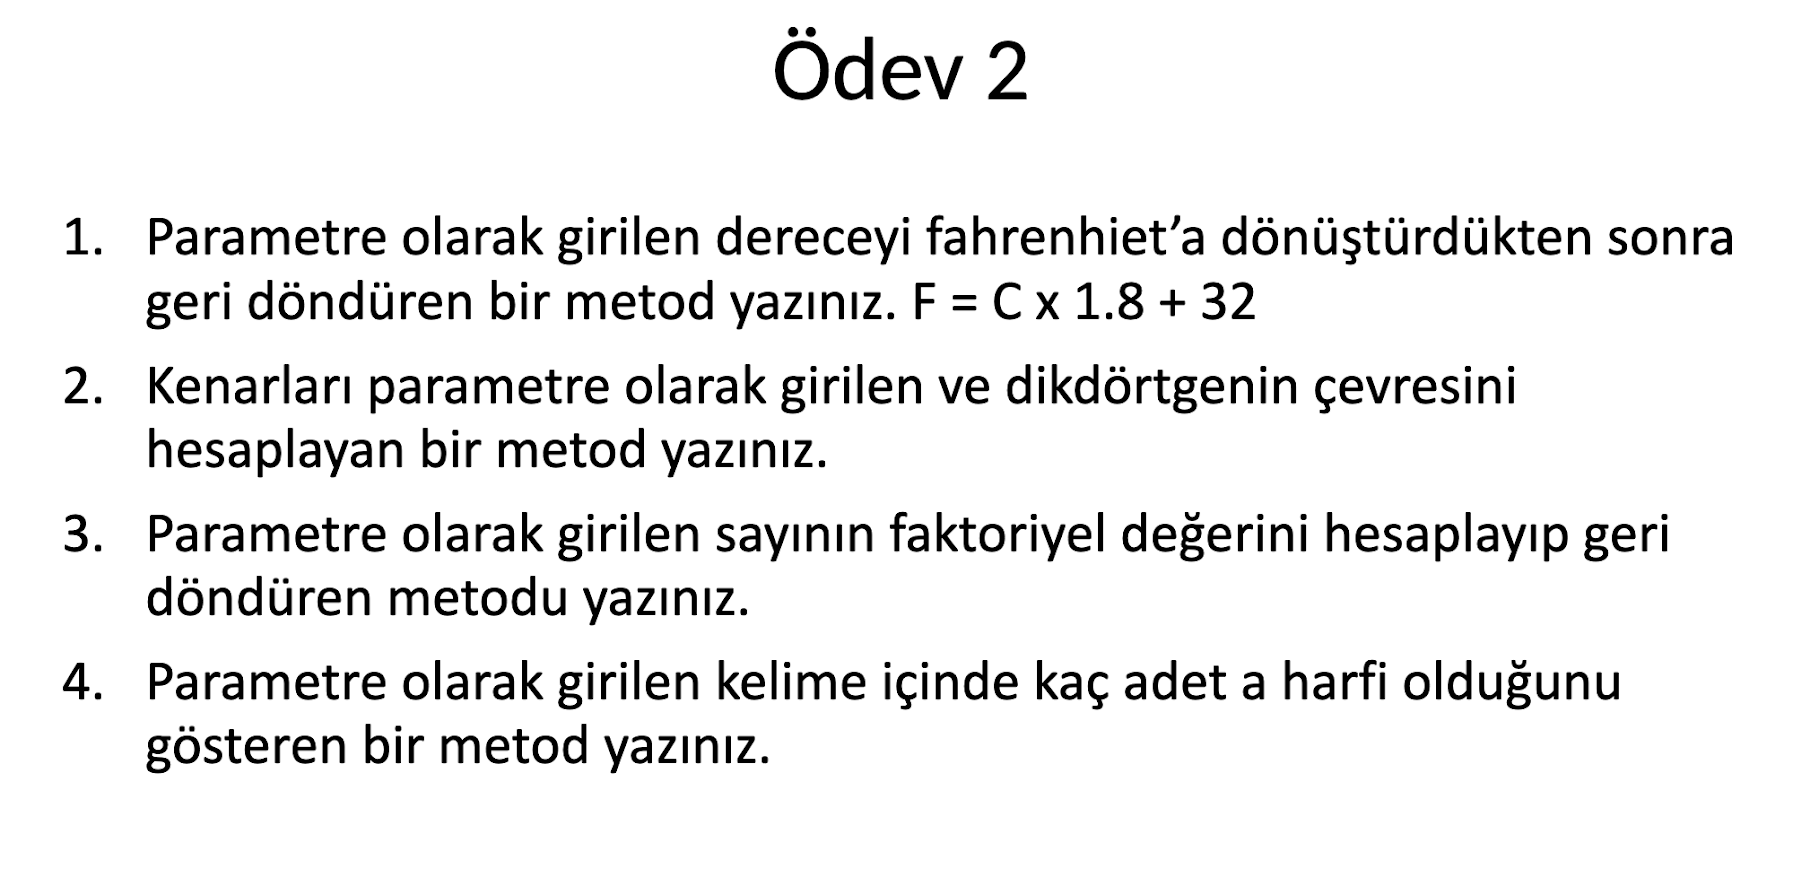 Ödev 2
1. Parametre olarak girilen dereceyi fahrenhiet’a dönüştürdükten sonra
geri döndüren bir metod yazınız. F = C x 1.8 + 32
2. Kenarları parametre olarak girilen ve dikdörtgenin çevresini
hesaplayan bir metod yazınız.
3. Parametre olarak girilen sayının faktoriyel değerini hesaplayıp geri
döndüren metodu yazınız.
4. Parametre olarak girilen kelime içinde kaç adet a harfi olduğunu
gösteren bir metod yazınız.